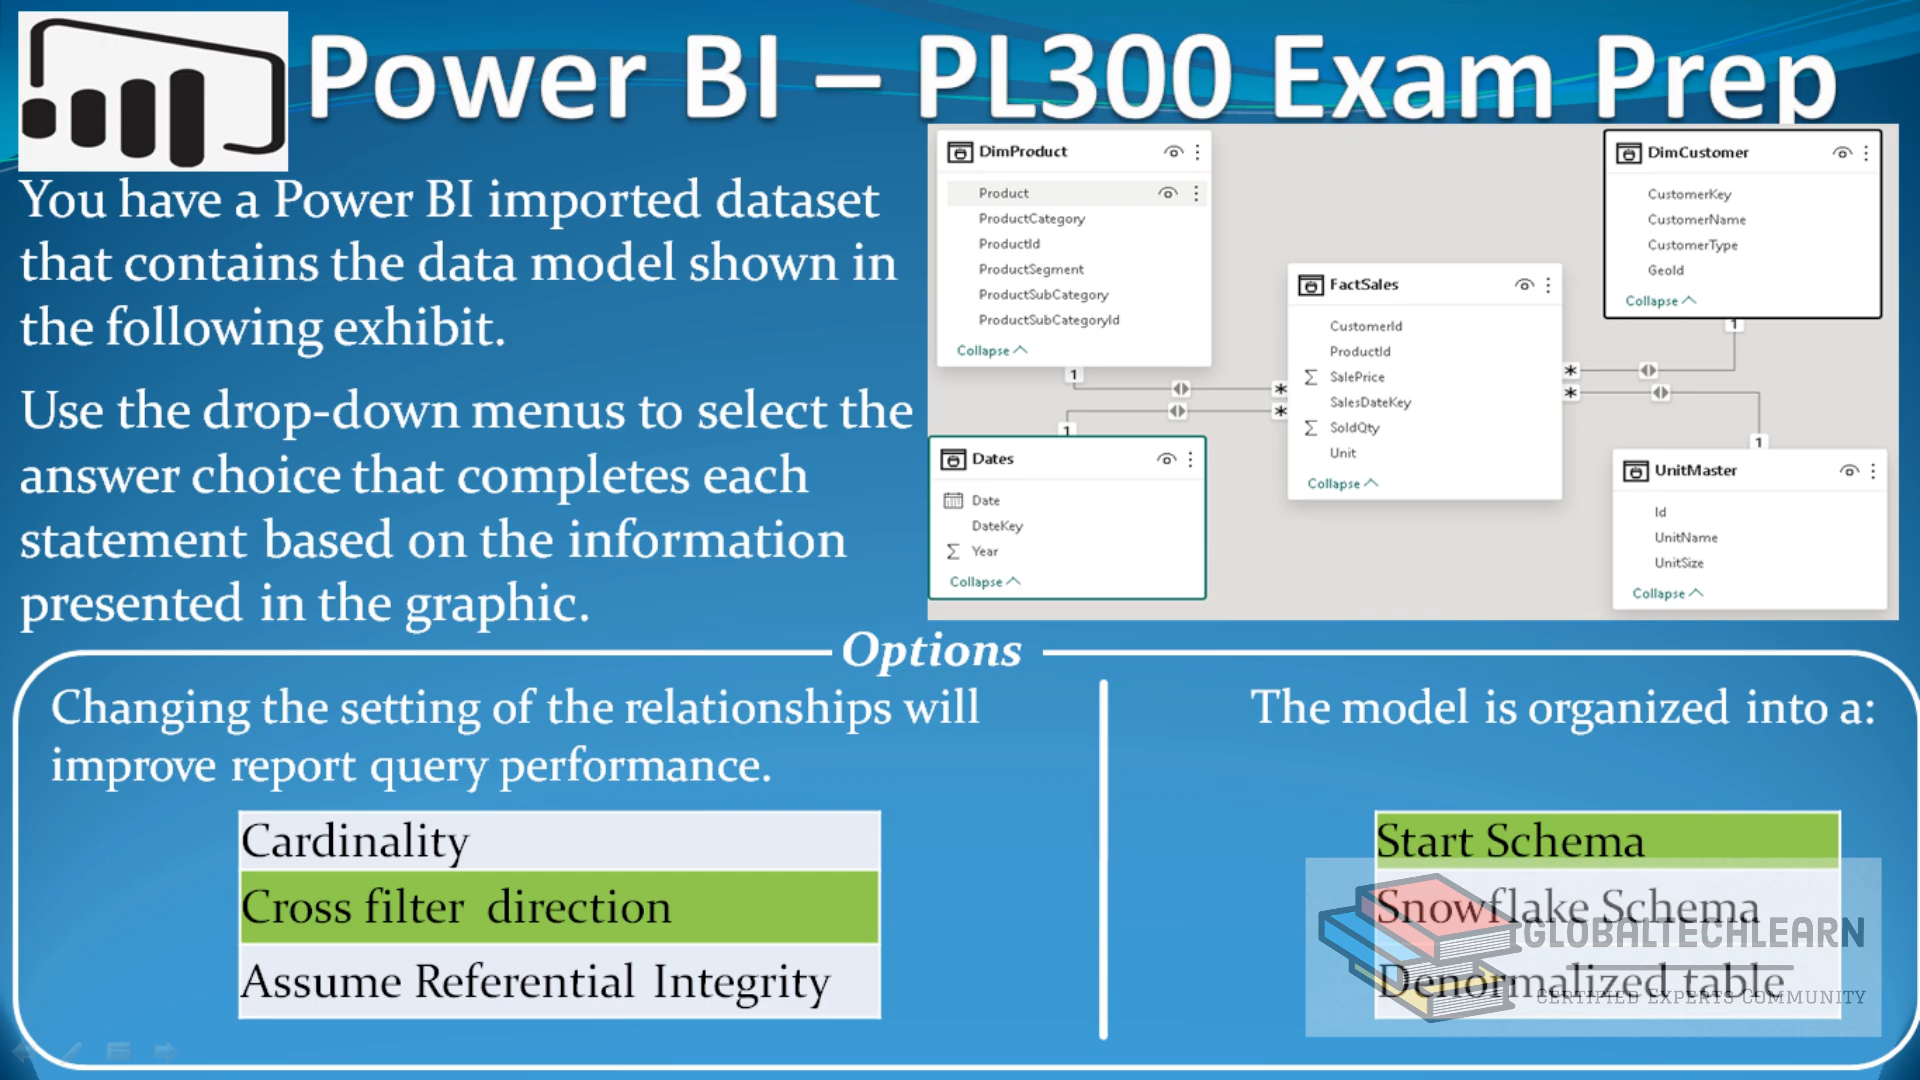 Power BI – PL300 Exam Prep
You have a Power BI imported dataset
that contains the data model shown in
the following exhibit.
Use the drop-down menus to select the
answer choice that completes each
statement based on the information
presented in the graphic.
DimProduct
Product
ProductCategory
ProductId
ProductSegment
ProductSubCategory
ProductSubCategoryId
Collapse
1
*
1
*
Dates
Date
DateKey
Σ Year
Collapse
FactSales
CustomerId
ProductId
Σ SalePrice
SalesDateKey
Σ SoldQty
Unit
Collapse
DimCustomer
CustomerKey
CustomerName
CustomerType
GeoId
Collapse
1
*
*
1
UnitMaster
Id
UnitName
UnitSize
Collapse
Options
Changing the setting of the relationships will
improve report query performance.
Cardinality
Cross filter direction
Assume Referential Integrity
The model is organized into a:
Start Schema
Snowflake Schema
Denormalized table
GLOBALTECHLEARN
CERTIFIED EXPERTS COMMUNITY